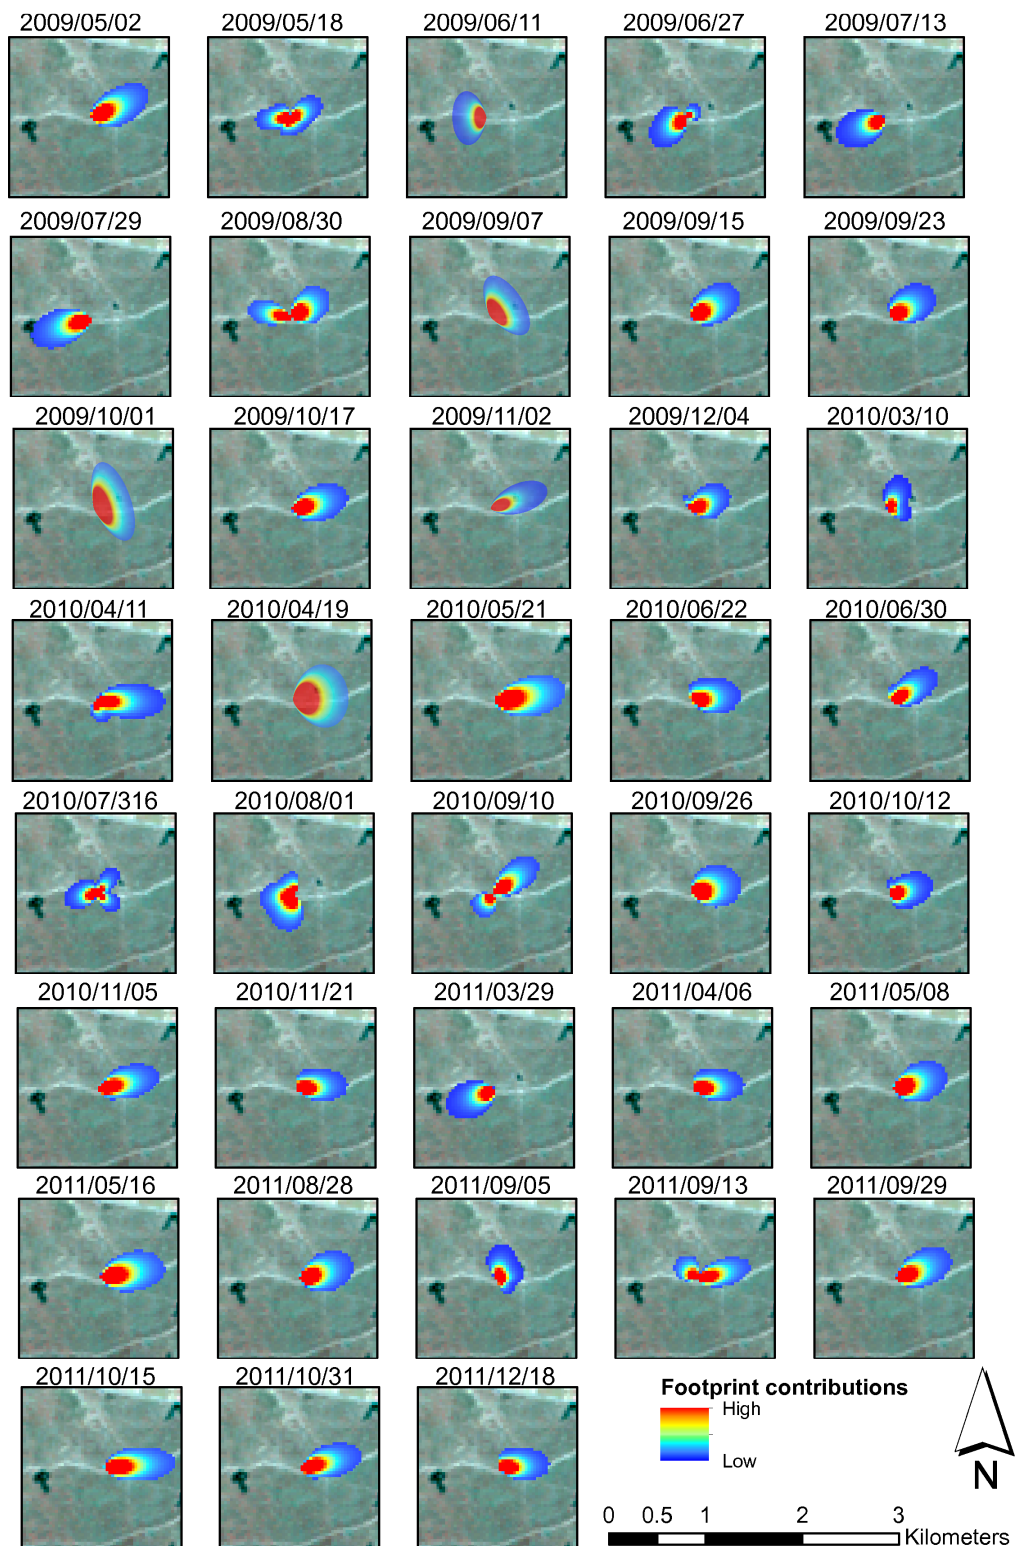 2009/05/02 2009/05/18 2009/06/11 2009/06/27 2009/07/13
2009/07/29 2009/08/30 2009/09/07 2009/09/15 2009/09/23
2009/10/01 2009/10/17 2009/11/02 2009/12/04 2010/03/10
2010/04/11 2010/04/19 2010/05/21 2010/06/22 2010/06/30
2010/07/316 2010/08/01 2010/09/10 2010/09/26 2010/10/12
2010/11/05 2010/11/21 2011/03/29 2011/04/06 2011/05/08
2011/05/16 2011/08/28 2011/09/05 2011/09/13 2011/09/29
2011/10/15 2011/10/31 2011/12/18
Footprint contributions
High
Low
N
0 0.5 1 2 3
Kilometers